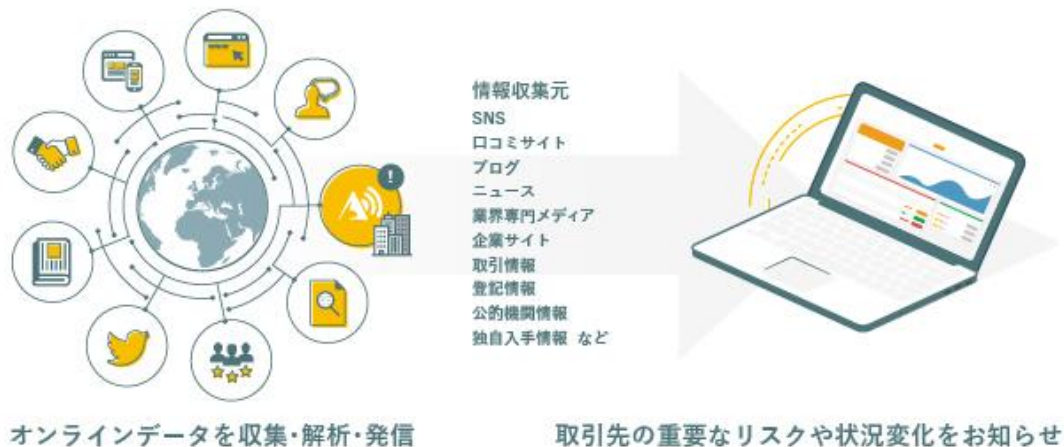 情報収集元
SNS
口コミサイト
ブログ
ニュース
業界専門メディア
企業サイト
取引情報
登記情報
公的機関情報
独自入手情報 など
オンラインデータを収集・解析・発信
取引先の重要なリスクや状況変化をお知らせ